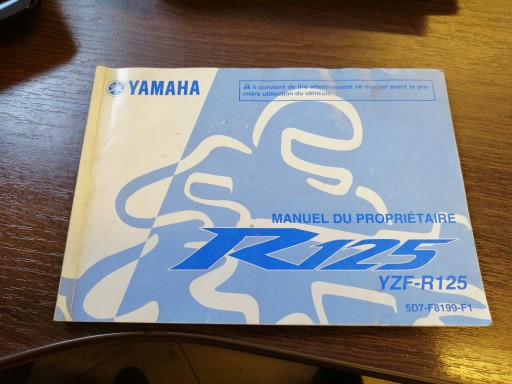 YAMAHA
⚠ Il convient de lire attentivement ce manuel avant la pre-
mière utilisation du véhicule.
MANUEL DU PROPRIÉTAIRE
R125
YZF-R125
5D7-F8199-F1